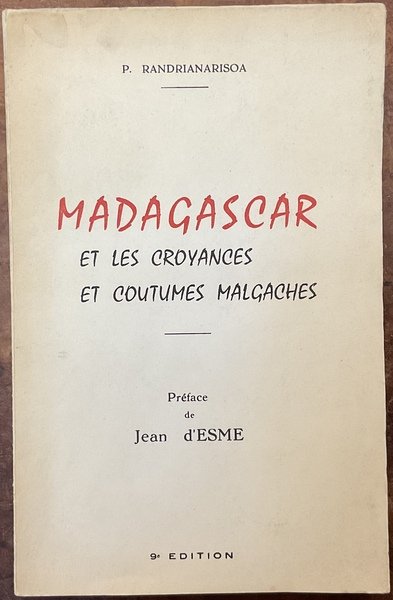 P. RANDRIANARISOA
MADAGASCAR
ET LES CROYANCES
ET COUTUMES MALGACHES
Préface
de
Jean d'ESME
9e EDITION